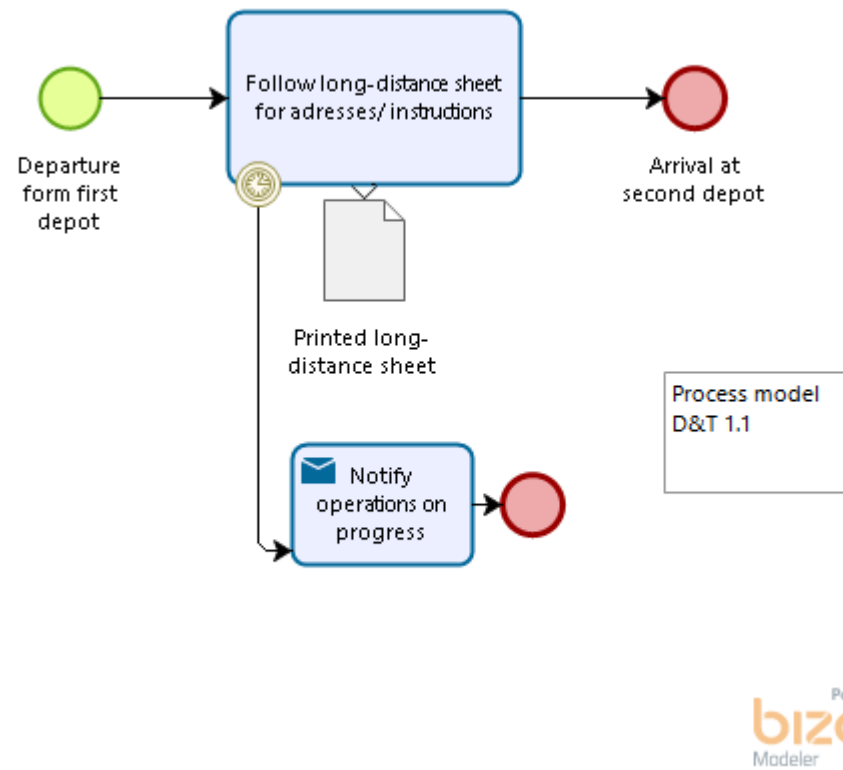 Follow long-distance sheet
for adresses/ instructions
Departure
form first
depot
Arrival at
second depot
Printed long-
distance sheet
Process model
D&T 1.1
Notify
operations on
progress
Modeler